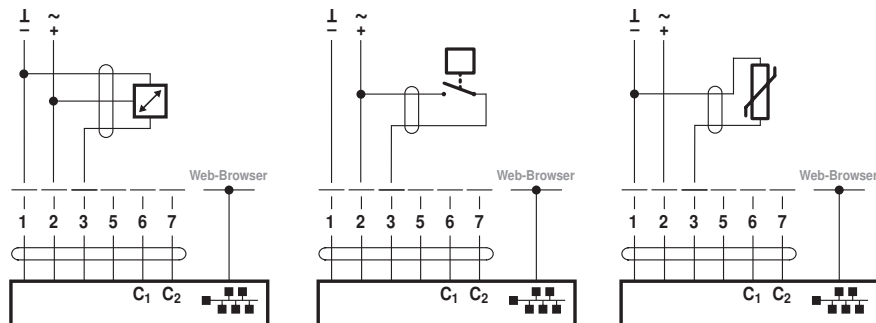 ⊥ ~ ⊥ ~ ⊥ ~
− + − + − +
Web-Browser Web-Browser Web-Browser
1 2 3 5 6 7 1 2 3 5 6 7 1 2 3 5 6 7
C₁ C₂ C₁ C₂ C₁ C₂